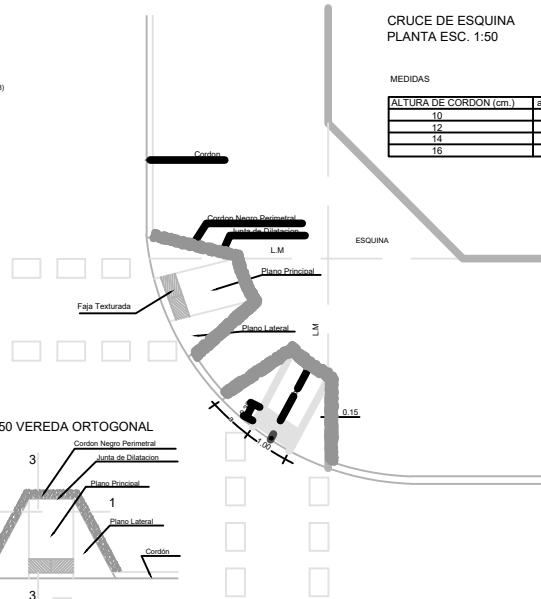 CRUCE DE ESQUINA
PLANTA ESC. 1:50
MEDIDAS
ALTURA DE CORDON (cm.) a
10
12
14
16
Cordon
Cordon Negro Perimetral
Junta de Dilatacion
L.M
ESQUINA
Plano Principal
Faja Texturada
Plano Lateral
L.M
0.15
a
1.00
50 VEREDA ORTOGONAL
Cordon Negro Perimetral
3
Junta de Dilatacion
Plano Principal
1
Plano Lateral
Cordón
3